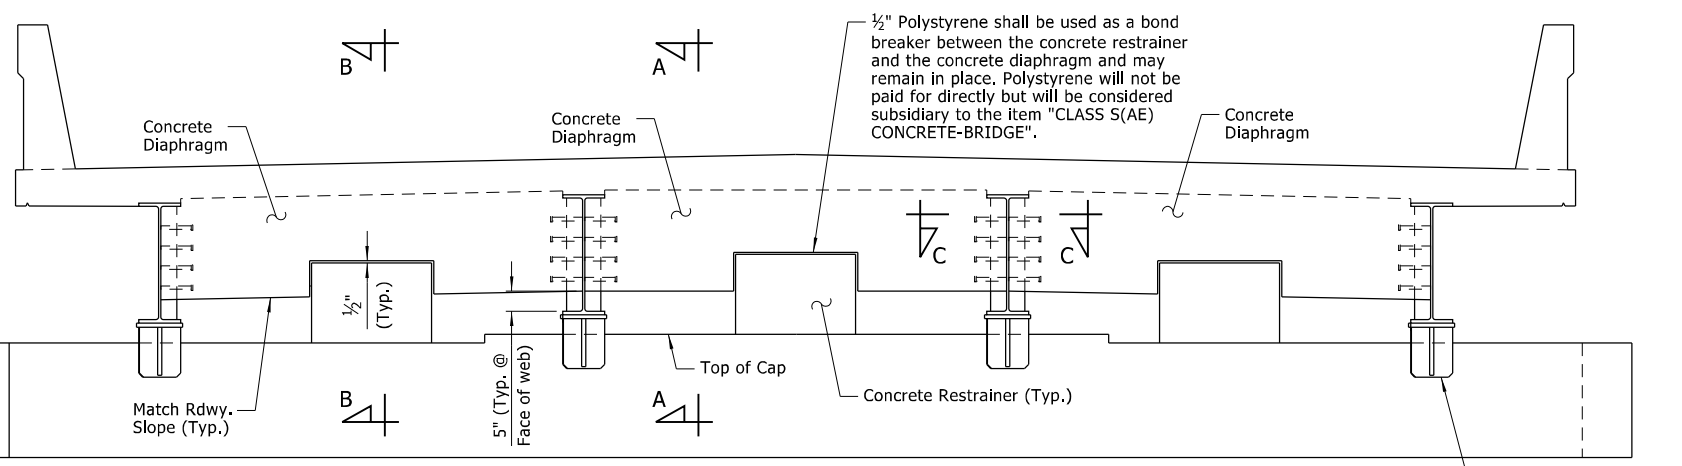 ½" Polystyrene shall be used as a bond
breaker between the concrete restrainer
and the concrete diaphragm and may
remain in place. Polystyrene will not be
paid for directly but will be considered
subsidiary to the item "CLASS S(AE)
CONCRETE-BRIDGE".
B
A
Concrete
Diaphragm
Concrete
Diaphragm
Concrete
Diaphragm
C
C
½"
(Typ.)
5" (Typ. @
Face of web)
Top of Cap
Concrete Restrainer (Typ.)
Match Rdwy.
Slope (Typ.)
B
A